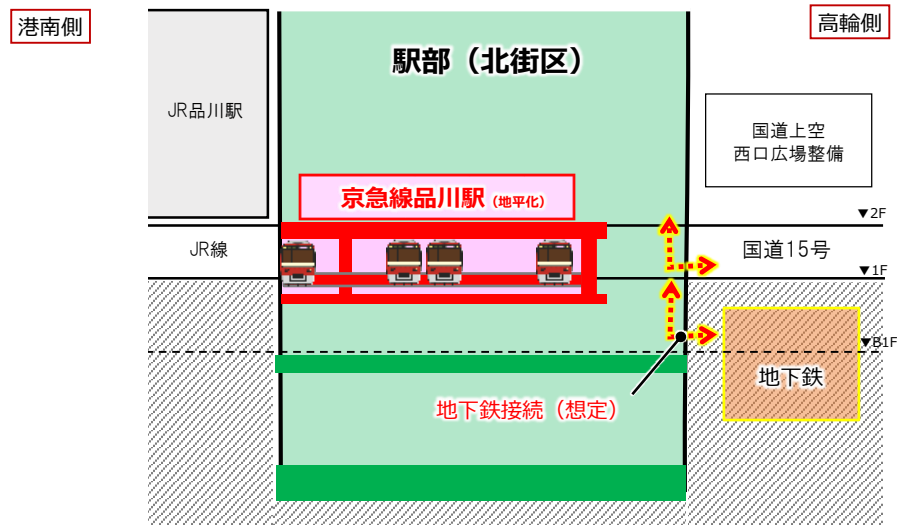 港南側
高輪側
駅部（北街区）
JR品川駅
国道上空
西口広場整備
京急線品川駅（地平化）
▼2F
JR線
国道15号
▼1F
▼B1F
地下鉄
地下鉄接続（想定）